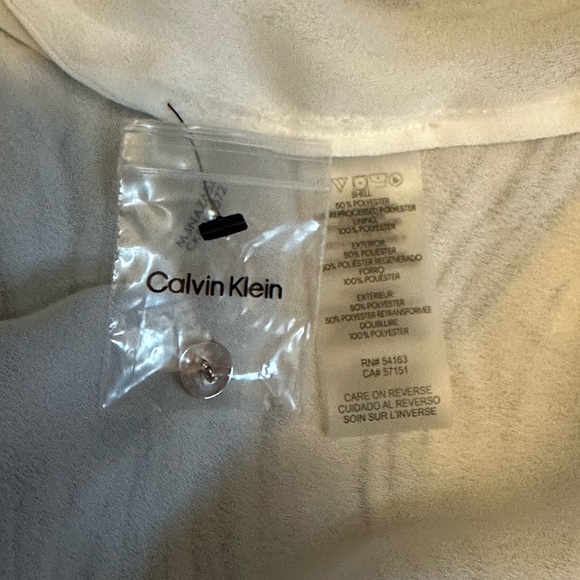 Calvin Klein
SHELL:
50% POLYESTER
REPROCESSED POLYESTER
LINING:
100% POLYESTER
EXTERIOR:
50% POLIÉSTER
50% POLIÉSTER REGENERADO
FORRO
100% POLIÉSTER
EXTÉRIEUR:
50% POLYESTER
50% POLYESTER RETRANSFORMÉE
DOUBLURE:
100% POLYESTER
RN# 54163
CA# 57151
CARE ON REVERSE
CUIDADO AL REVERSO
SOIN SUR L'INVERSE